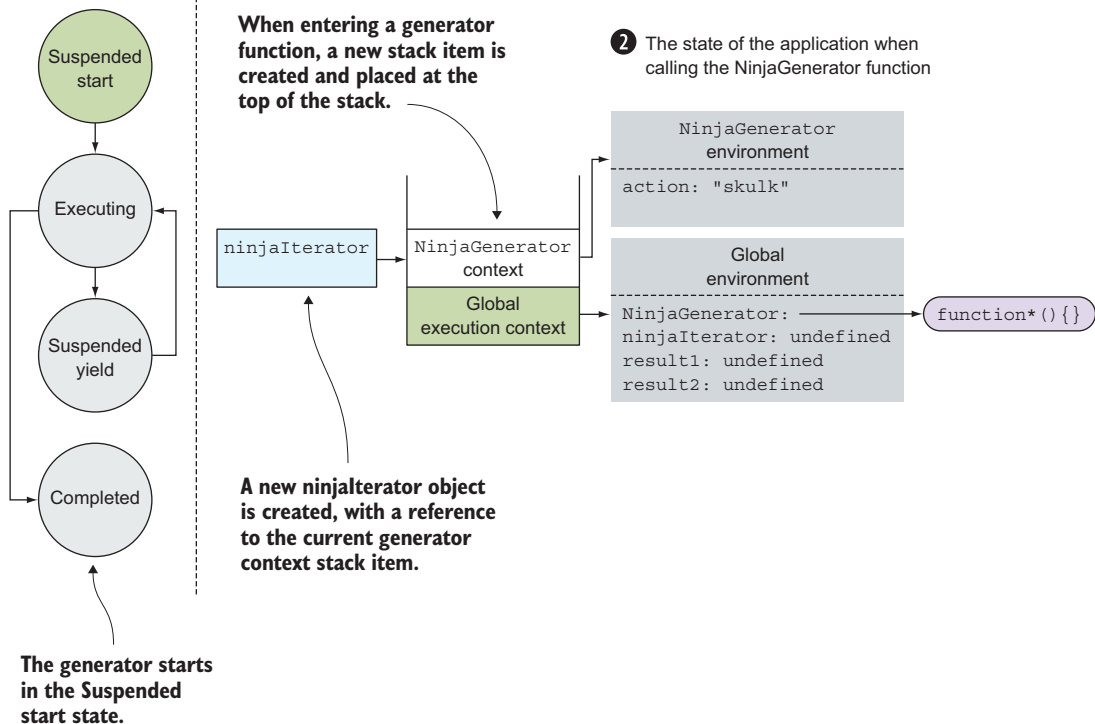 Suspended
start
Executing
Suspended
yield
Completed
The generator starts
in the Suspended
start state.
When entering a generator
function, a new stack item is
created and placed at the
top of the stack.
2 The state of the application when
calling the NinjaGenerator function
ninjaIterator
NinjaGenerator
context
Global
execution context
NinjaGenerator
environment
action: "skulk"
Global
environment
NinjaGenerator:
ninjaIterator: undefined
result1: undefined
result2: undefined
function*(){}
A new ninjaIterator object
is created, with a reference
to the current generator
context stack item.